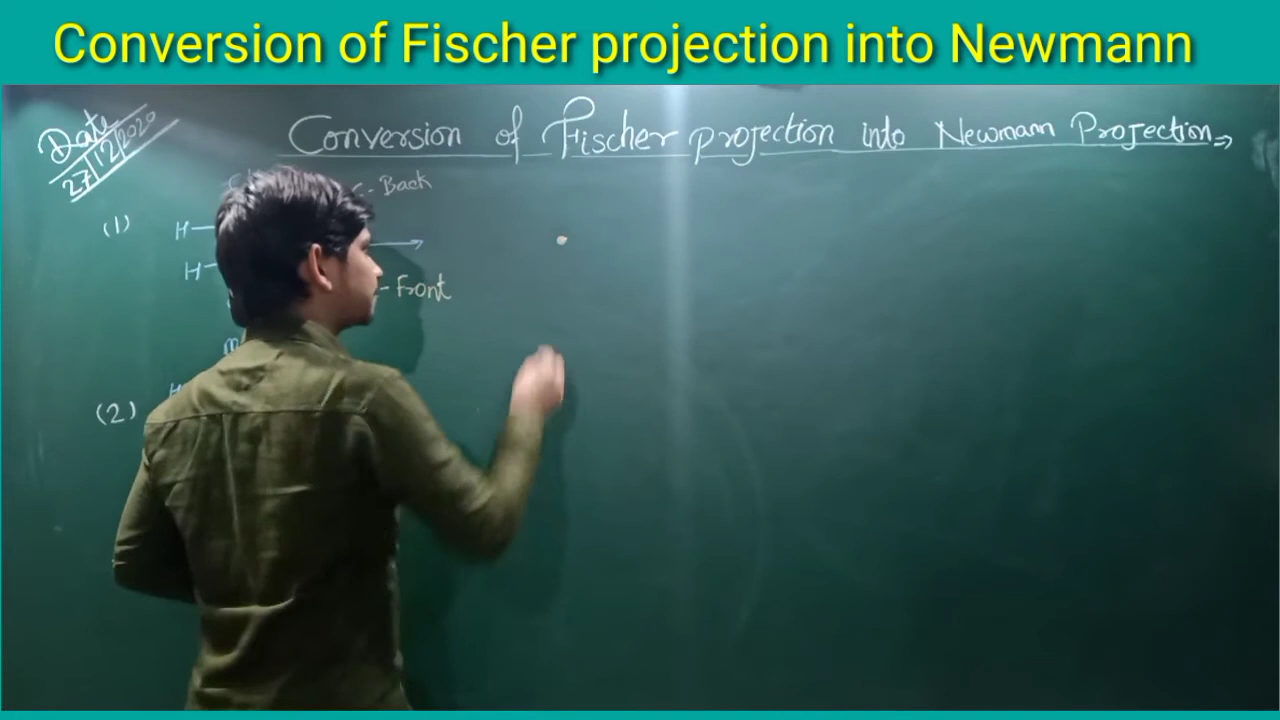 Conversion of Fischer projection into Newmann
Date
27/12/2020
Conversion of Fischer projection into Newmann Projection
C- Back
(1)
H
H
- Front
(2)
H